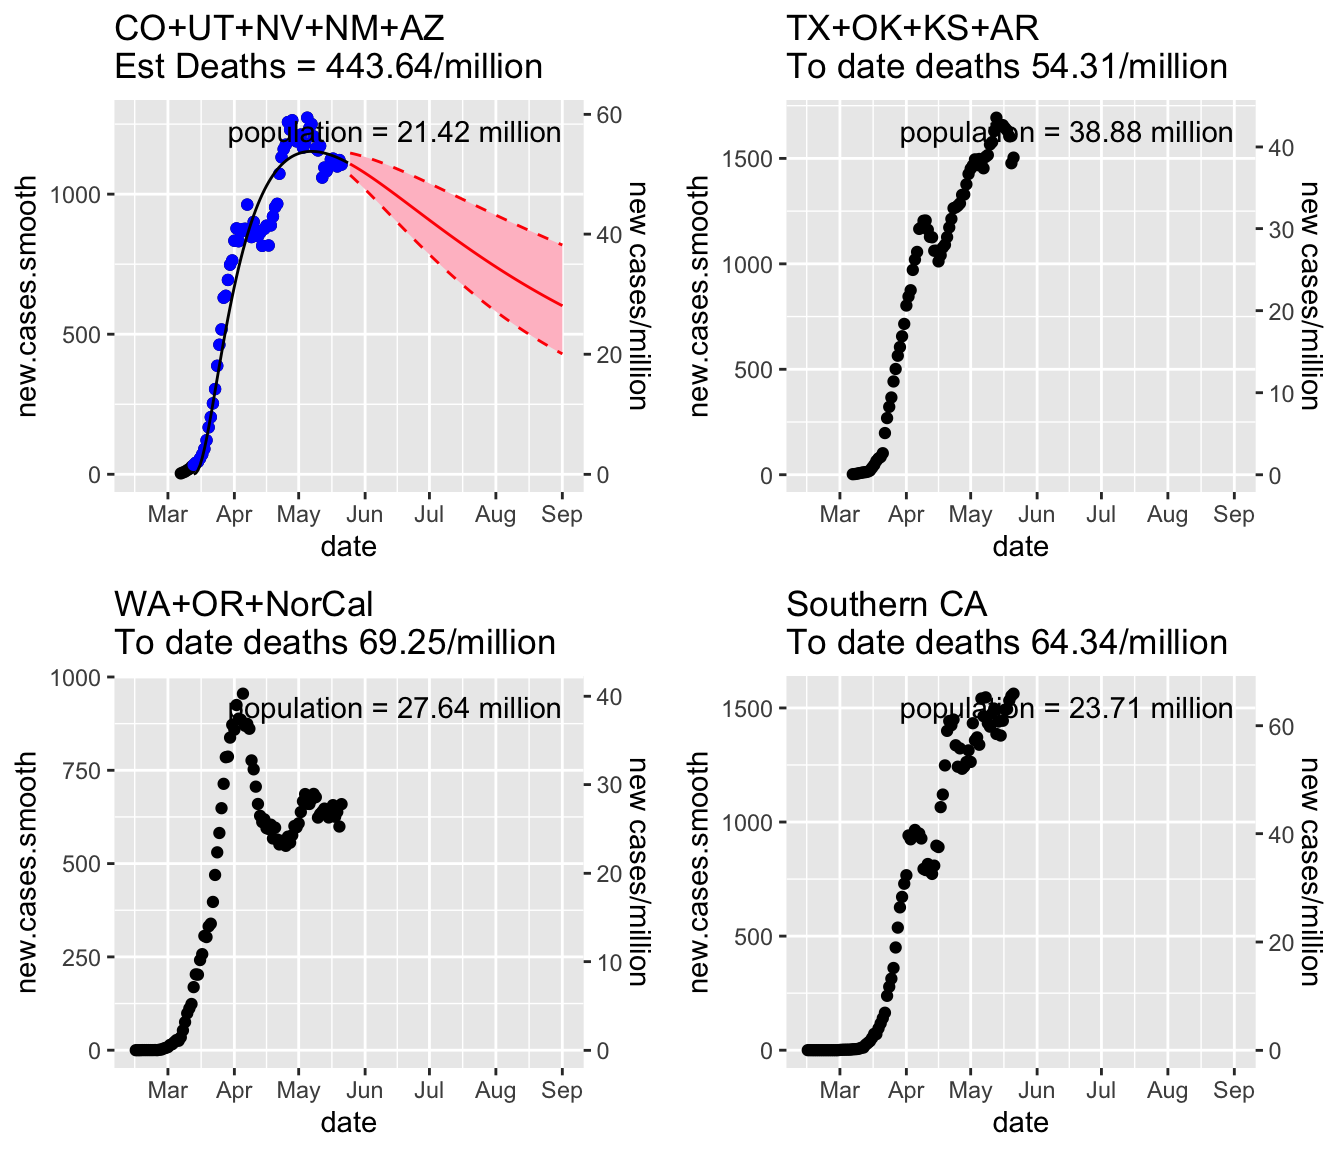 CO+UT+NV+NM+AZ
Est Deaths = 443.64/million
population = 21.42 million
new.cases.smooth
1000
500
0
60
40
20
0
new cases/million
Mar Apr May Jun Jul Aug Sep
date
TX+OK+KS+AR
To date deaths 54.31/million
population = 38.88 million
new.cases.smooth
1500
1000
500
0
40
30
20
10
0
new cases/million
Mar Apr May Jun Jul Aug Sep
date
WA+OR+NorCal
To date deaths 69.25/million
population = 27.64 million
new.cases.smooth
1000
750
500
250
0
40
30
20
10
0
new cases/million
Mar Apr May Jun Jul Aug Sep
date
Southern CA
To date deaths 64.34/million
population = 23.71 million
new.cases.smooth
1500
1000
500
0
60
40
20
0
new cases/million
Mar Apr May Jun Jul Aug Sep
date